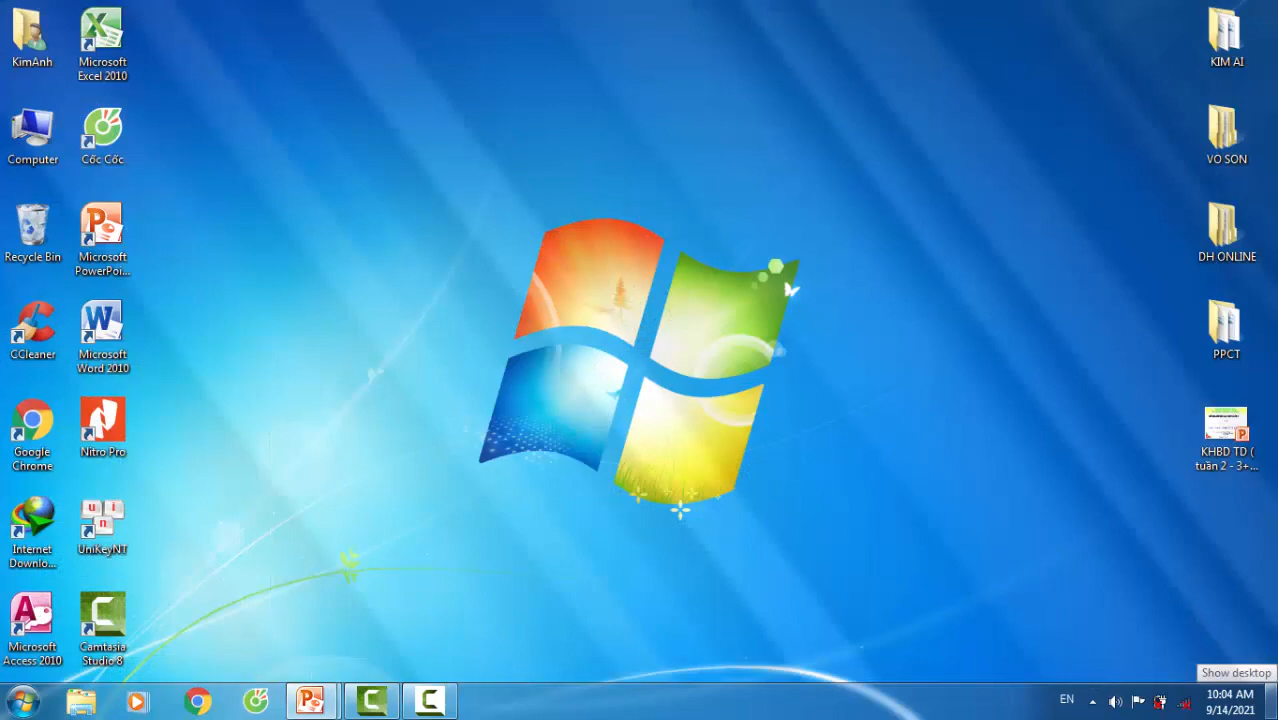 KimAnh
Microsoft
Excel 2010
Computer
Cốc Cốc
Recycle Bin
Microsoft
PowerPoi...
CCleaner
Microsoft
Word 2010
Google
Chrome
Nitro Pro
Internet
Downlo...
UniKeyNT
Microsoft
Access 2010
Camtasia
Studio 8
KIM AI
VO SON
DH ONLINE
PPCT
KHBD TD (
tuần 2 - 3+...
Show desktop
EN
10:04 AM
9/14/2021